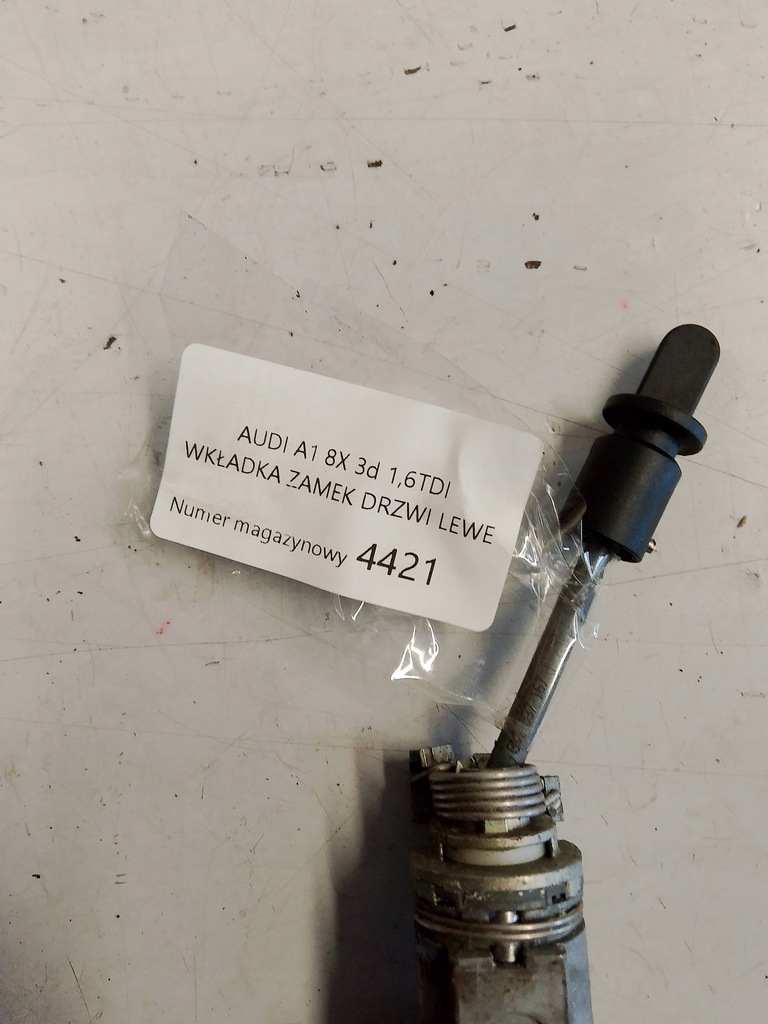 AUDI A1 8X 3d 1,6TDI
WKŁADKA ZAMEK DRZWI LEWE
Numer magazynowy 4421